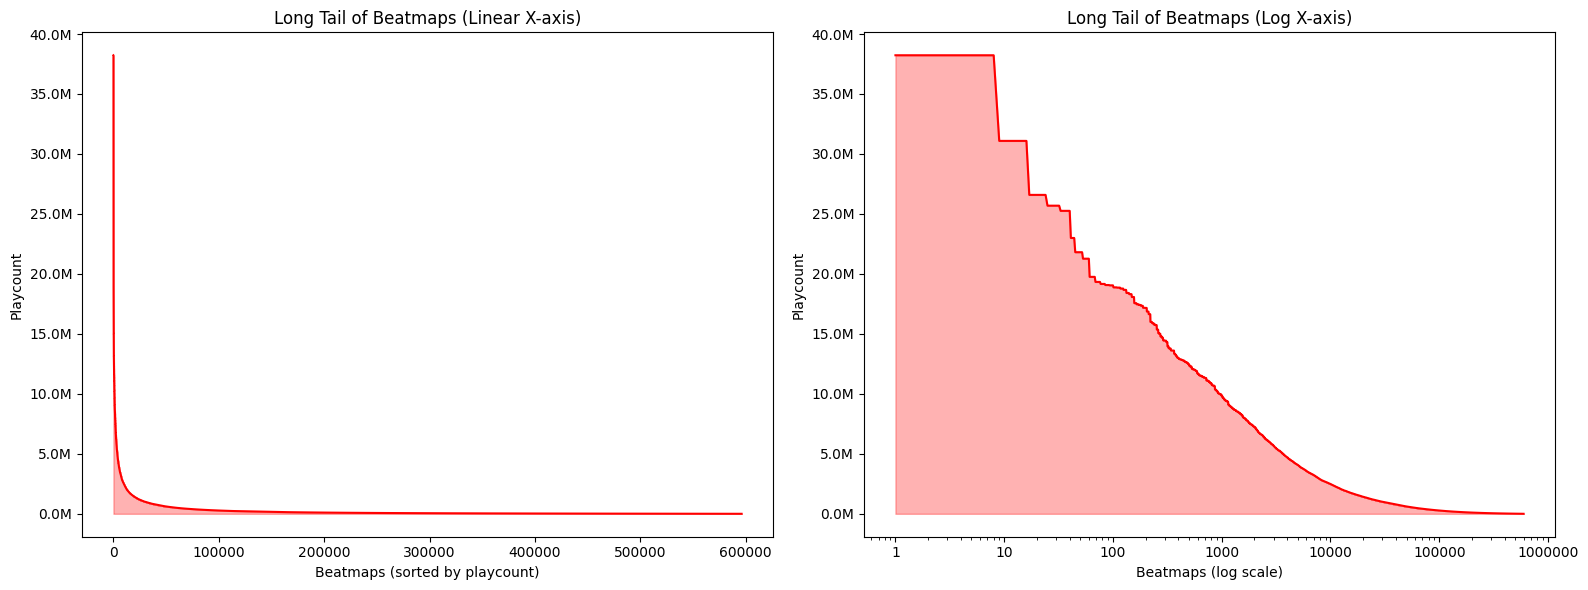 Long Tail of Beatmaps (Linear X-axis)
40.0M
35.0M
30.0M
25.0M
20.0M
15.0M
10.0M
5.0M
0.0M
Playcount
0 100000 200000 300000 400000 500000 600000
Beatmaps (sorted by playcount)
Long Tail of Beatmaps (Log X-axis)
40.0M
35.0M
30.0M
25.0M
20.0M
15.0M
10.0M
5.0M
0.0M
Playcount
1 10 100 1000 10000 100000 1000000
Beatmaps (log scale)